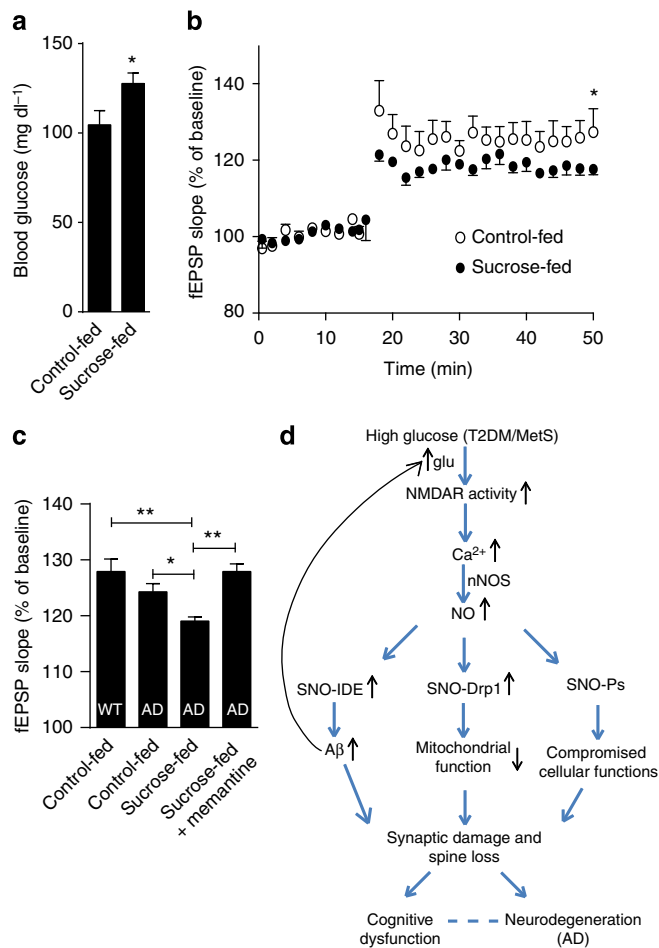 a
Blood glucose (mg dl⁻¹)
150
100
50
0
*
Control-fed
Sucrose-fed
b
fEPSP slope (% of baseline)
140
120
100
80
*
Control-fed
Sucrose-fed
0 10 20 30 40 50
Time (min)
c
fEPSP slope (% of baseline)
140
130
120
110
100
**
**
*
WT AD AD AD
Control-fed
Control-fed
Sucrose-fed
Sucrose-fed
+ memantine
d
High glucose (T2DM/MetS)
glu
NMDAR activity
Ca²⁺
nNOS
NO
SNO-IDE SNO-Drp1 SNO-Ps
Aβ
Mitochondrial
function
Compromised
cellular functions
Synaptic damage and
spine loss
Cognitive
dysfunction
Neurodegeneration
(AD)